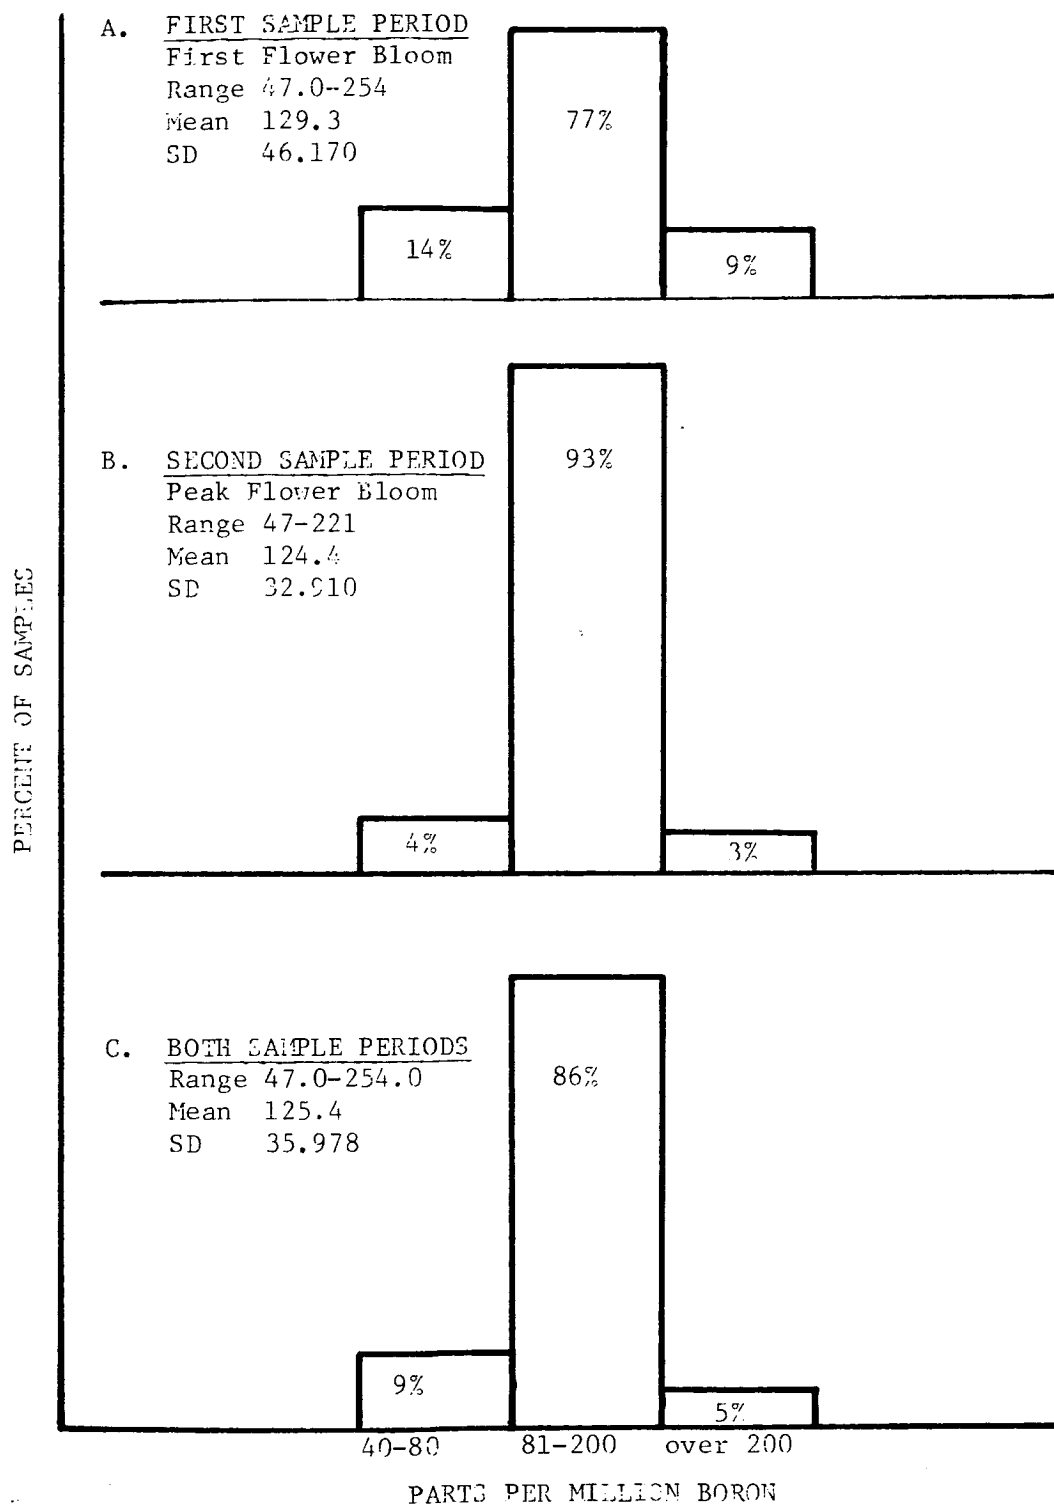 A. FIRST SAMPLE PERIOD
First Flower Bloom
Range 47.0-254
Mean 129.3
SD 46.170
14%
77%
9%
B. SECOND SAMPLE PERIOD
Peak Flower Bloom
Range 47-221
Mean 124.4
SD 32.910
4%
93%
3%
C. BOTH SAMPLE PERIODS
Range 47.0-254.0
Mean 125.4
SD 35.978
9%
86%
5%
40-80 81-200 over 200
PARTS PER MILLION BORON
PERCENT OF SAMPLES